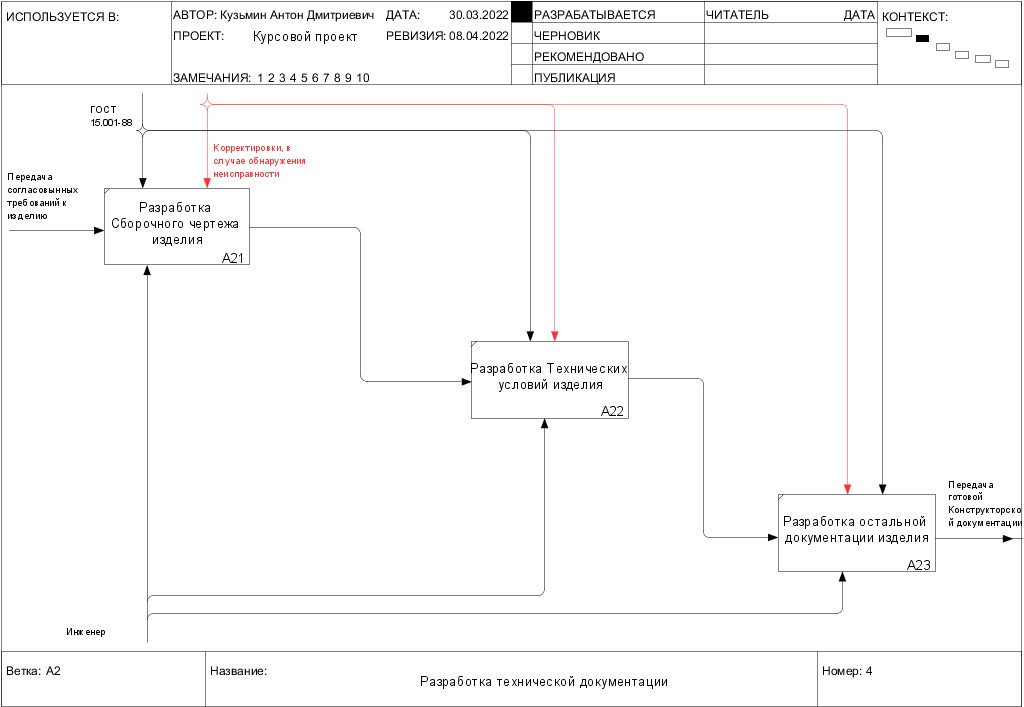 ИСПОЛЬЗУЕТСЯ В:
АВТОР: Кузьмин Антон Дмитриевич ДАТА: 30.03.2022
ПРОЕКТ: Курсовой проект РЕВИЗИЯ: 08.04.2022
ЗАМЕЧАНИЯ: 1 2 3 4 5 6 7 8 9 10
РАЗРАБАТЫВАЕТСЯ
ЧЕРНОВИК
РЕКОМЕНДОВАНО
ПУБЛИКАЦИЯ
ЧИТАТЕЛЬ ДАТА
КОНТЕКСТ:
ГОСТ
15.001-88
Корректировки, в
случае обнаружения
неисправности
Передача
согласовынных
требований к
изделию
Разработка
Сборочного чертежа
изделия
A21
Разработка Технических
условий изделия
A22
Передача
готовой
Конструкторско
й документации
Разработка остальной
документации изделия
A23
Инженер
Ветка: A2
Название:
Разработка технической документации
Номер: 4